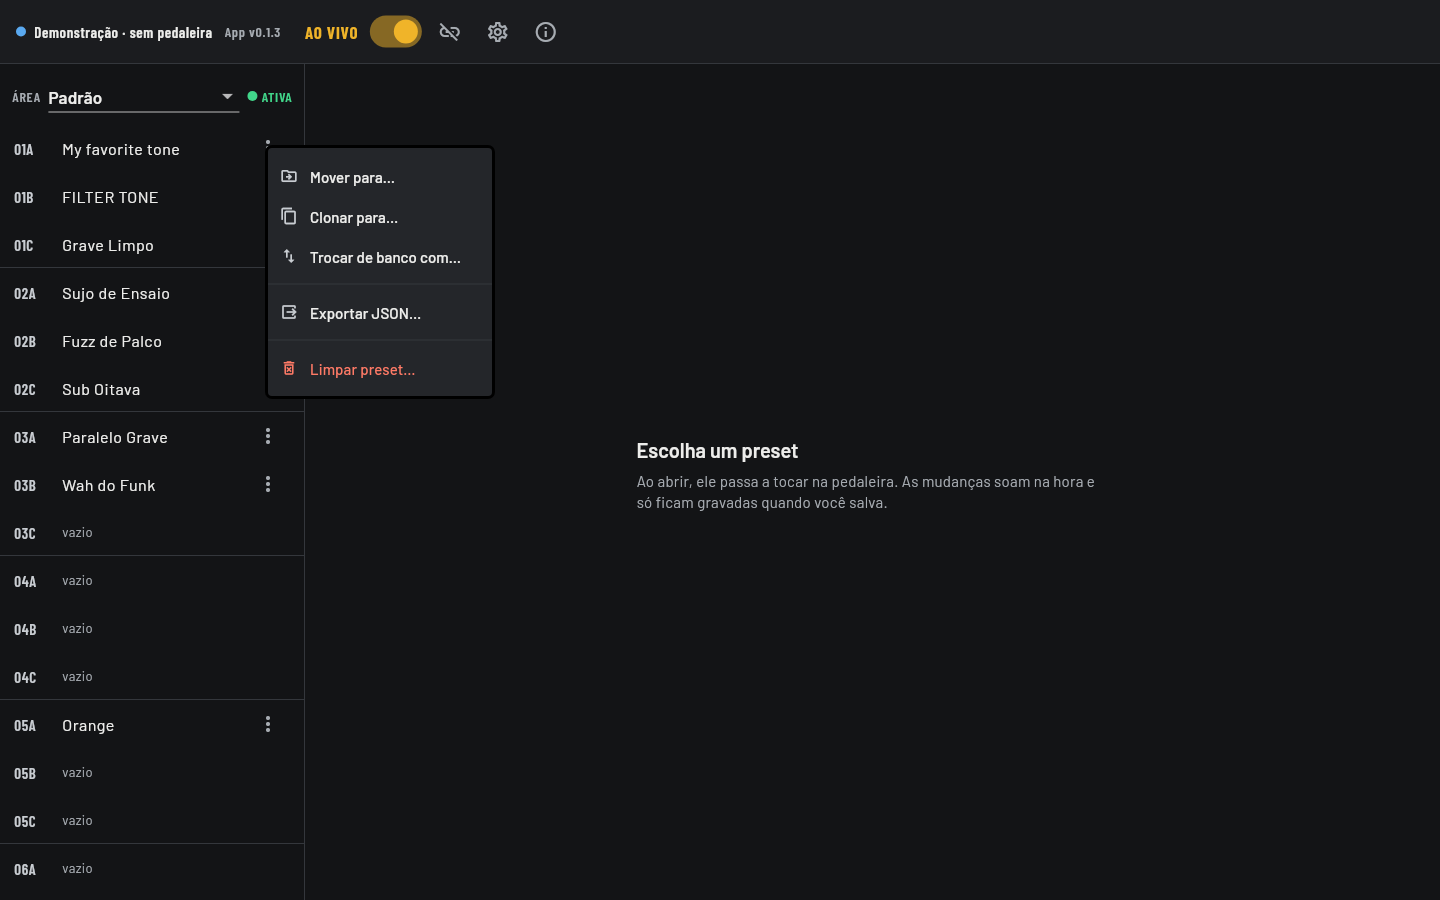 Demonstração · sem pedaleira App v0.1.3 AO VIVO
ÁREA Padrão ATIVA
01A My favorite tone
01B FILTER TONE
01C Grave Limpo
02A Sujo de Ensaio
02B Fuzz de Palco
02C Sub Oitava
03A Paralelo Grave
03B Wah do Funk
03C vazio
04A vazio
04B vazio
04C vazio
05A Orange
05B vazio
05C vazio
06A vazio
Mover para...
Clonar para...
Trocar de banco com...
Exportar JSON...
Limpar preset...
Escolha um preset
Ao abrir, ele passa a tocar na pedaleira. As mudanças soam na hora e
só ficam gravadas quando você salva.